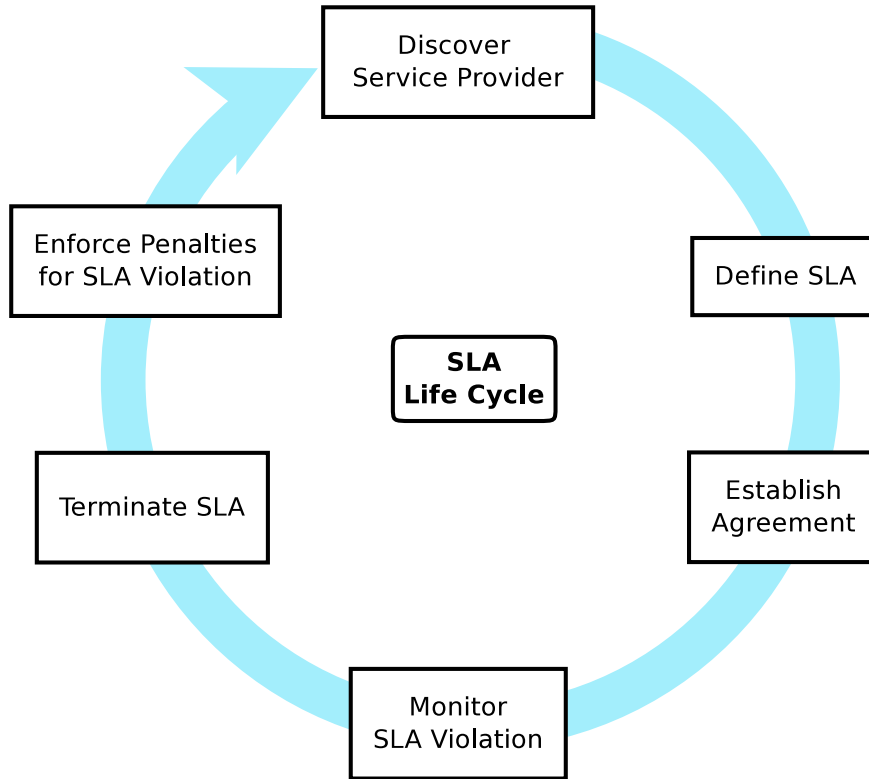 Discover
Service Provider
Define SLA
Establish
Agreement
Monitor
SLA Violation
Terminate SLA
Enforce Penalties
for SLA Violation
SLA
Life Cycle